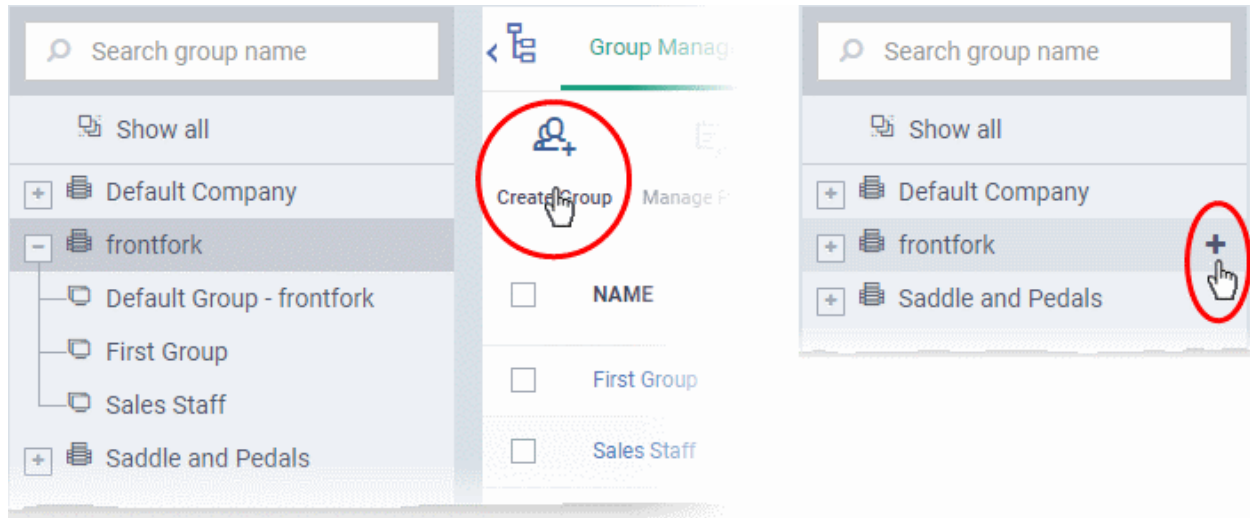 Search group name
Show all
Default Company
frontfork
Default Group - frontfork
First Group
Sales Staff
Saddle and Pedals
Group Manag
Create Group
Manage
NAME
First Group
Sales Staff
Search group name
Show all
Default Company
frontfork
Saddle and Pedals